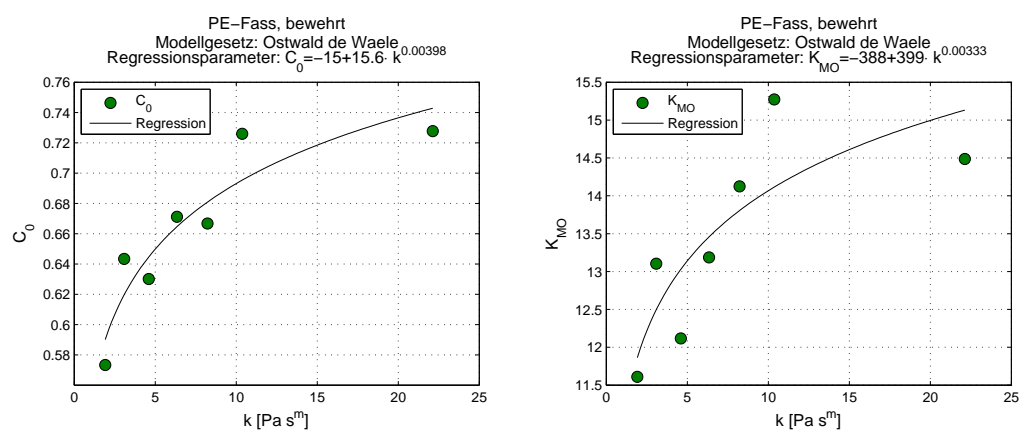 PE−Fass, bewehrt
Modellgesetz: Ostwald de Waele
Regressionsparameter: C0=−15+15.6· k0.00398
0.76
0.74
0.72
0.7
0.68
0.66
0.64
0.62
0.6
0.58
C0
C0
Regression
0
5
10
15
20
25
k [Pa sm]
PE−Fass, bewehrt
Modellgesetz: Ostwald de Waele
Regressionsparameter: KMO=−388+399· k0.00333
15.5
15
14.5
14
13.5
13
12.5
12
11.5
KMO
KMO
Regression
0
5
10
15
20
25
k [Pa sm]